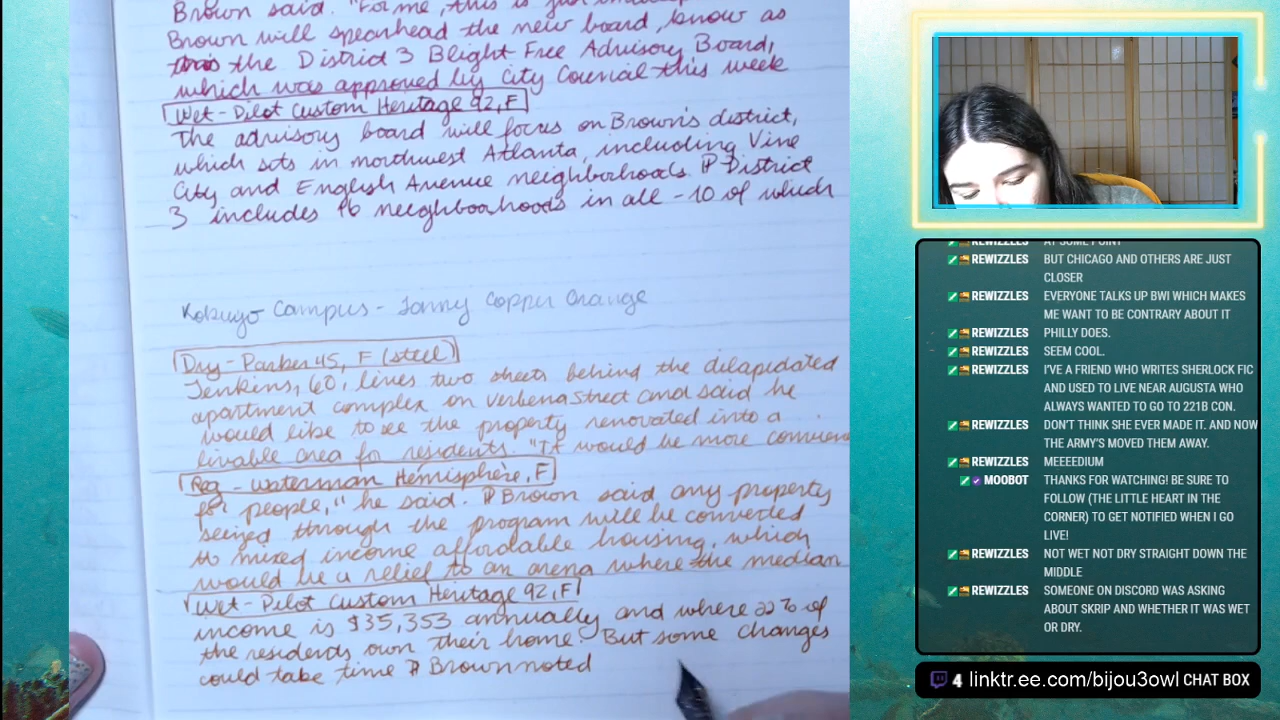 Brown said. "For me, this is just
Brown will spearhead the new board, know as
the District 3 Blight Free Advisory Board,
which was approved by City Council this week
Wet - Pilot Custom Heritage 92, F
The advisory board will focus on Brown's district,
which sits in northwest Atlanta, including Vine
City and English Avenue neighborhoods. ¶ District
3 includes 16 neighboorhoods in all - 10 of which
Kokuyo Campus - Copper Orange
Dry - Parker 45, F (steel)
Jenkins, 60, lives two streets behind the dilapidated
apartment complex on Verbena Street and said he
would like to see the property renovated into a
livable area for residents. "It would be more
Reg - Waterman Hemisphere, F
for people," he said. ¶ Brown said any property
seized through the program will be converted
to mixed income affordable housing, which
would be a relief to an area where the median
Wet - Pilot Custom Heritage 92, F
income is $35,353 annually and where 22% of
the residents own their home. But some changes
could take time ¶ Brown noted
REWIZZLES AT SOME POINT
REWIZZLES BUT CHICAGO AND OTHERS ARE JUST
CLOSER
REWIZZLES EVERYONE TALKS UP BWI WHICH MAKES
ME WANT TO BE CONTRARY ABOUT IT
REWIZZLES PHILLY DOES.
REWIZZLES SEEM COOL.
REWIZZLES I'VE A FRIEND WHO WRITES SHERLOCK FIC
AND USED TO LIVE NEAR AUGUSTA WHO
ALWAYS WANTED TO GO TO 221B CON.
REWIZZLES DON'T THINK SHE EVER MADE IT. AND NOW
THE ARMY'S MOVED THEM AWAY.
REWIZZLES MEEEEDIUM
MOOBOT THANKS FOR WATCHING! BE SURE TO
FOLLOW (THE LITTLE HEART IN THE
CORNER) TO GET NOTIFIED WHEN I GO
LIVE!
REWIZZLES NOT WET NOT DRY STRAIGHT DOWN THE
MIDDLE
REWIZZLES SOMEONE ON DISCORD WAS ASKING
ABOUT SKRIP AND WHETHER IT WAS WET
OR DRY.
4 linktr.ee.com/bijou3owl CHAT BOX